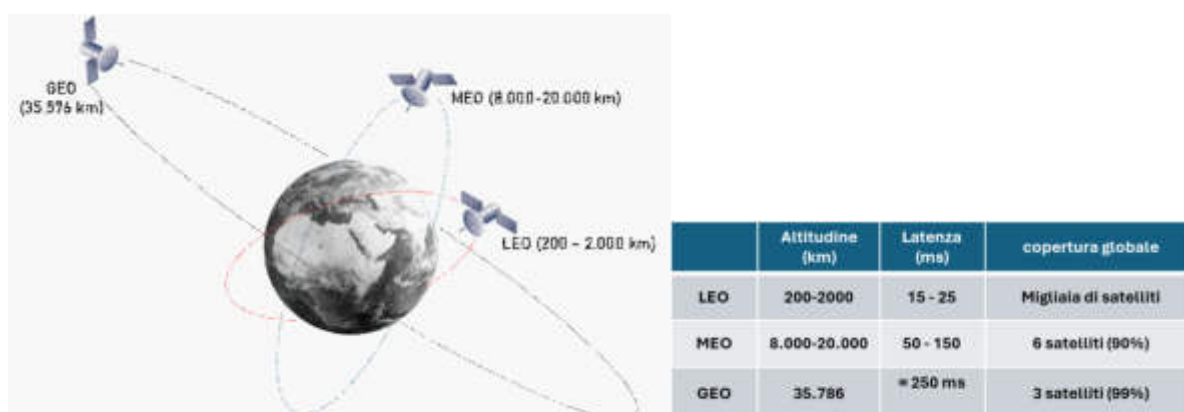 GEO
(35.976 km)
MEO (8.000-20.000 km)
LEO (200 - 2.000 km)
Altitudine (km) Latenza (ms) copertura globale
LEO 200-2000 15 - 25 Migliaia di satelliti
MEO 8.000-20.000 50 - 150 6 satelliti (90%)
GEO 35.786 = 250 ms 3 satelliti (99%)